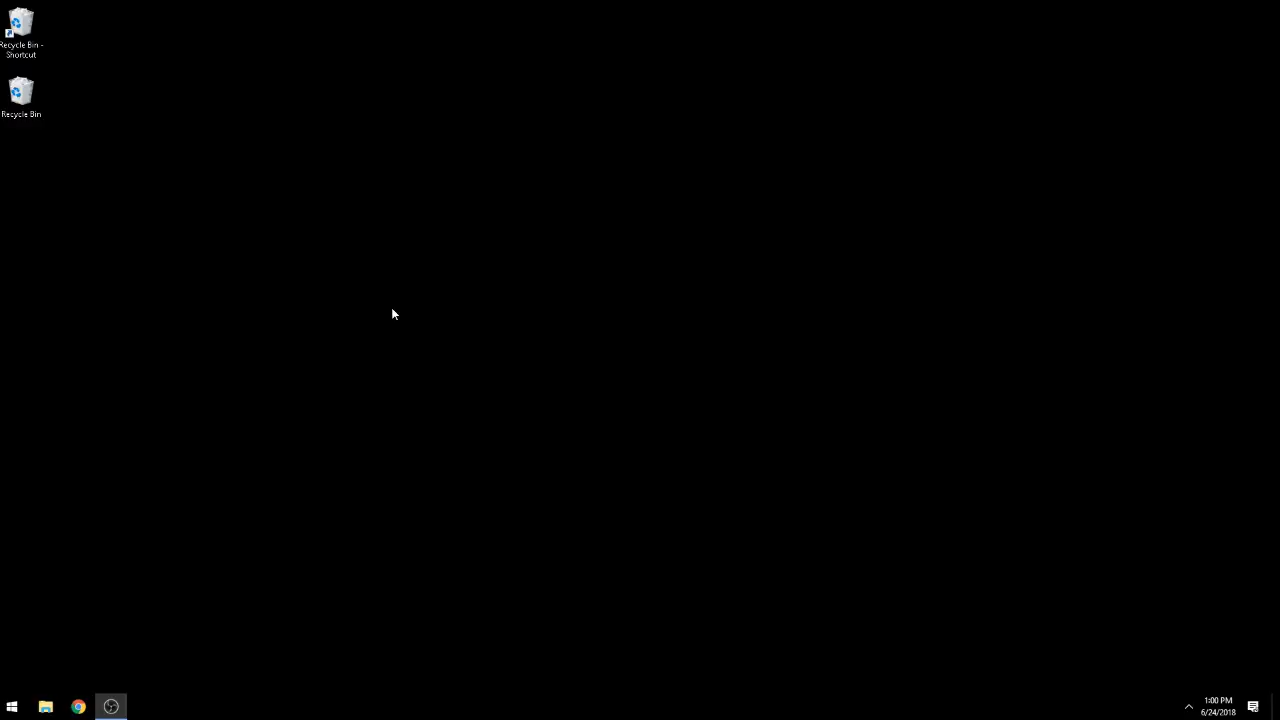 Recycle Bin -
Shortcut
Recycle Bin
1:00 PM
6/24/2018